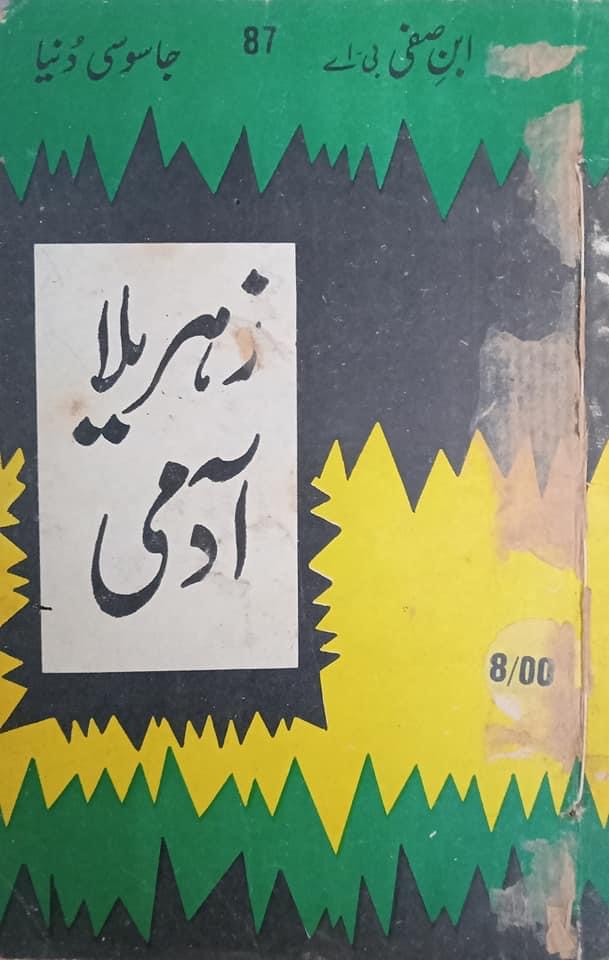 ابنِ صفی بی۔اے 87 جاسوسی دُنیا
زہریلا
آدمی
8/00